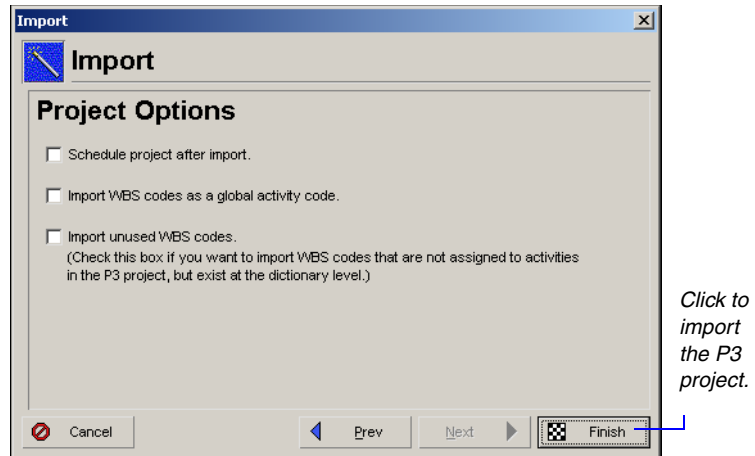 Import
Import
Project Options
Schedule project after import.
Import WBS codes as a global activity code.
Import unused WBS codes.
(Check this box if you want to import WBS codes that are not assigned to activities
in the P3 project, but exist at the dictionary level.)
Click to
import
the P3
project.
Cancel
Prev
Next
Finish